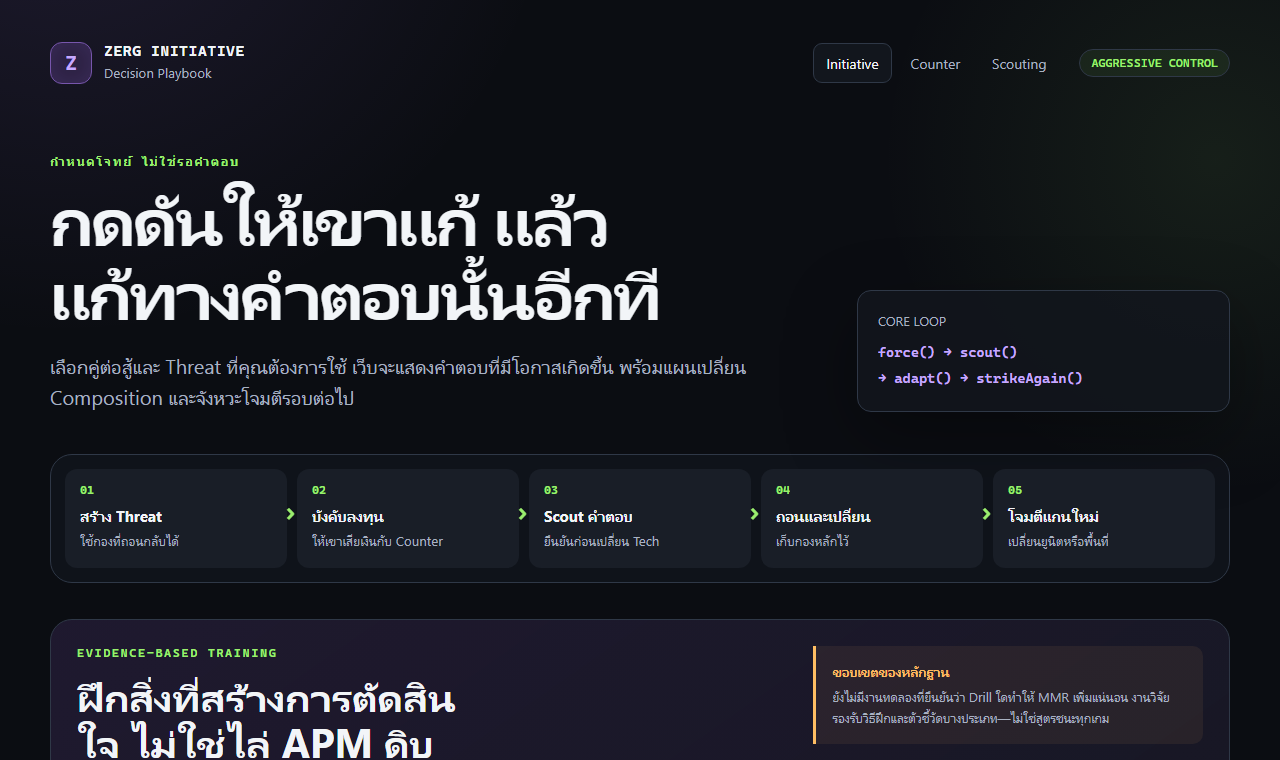 Z
ZERG INITIATIVE
Decision Playbook
Initiative
Counter
Scouting
AGGRESSIVE CONTROL
กำหนดโจทย์ ไม่ใช่รอคำตอบ
กดดันให้เขาแก้ แล้ว
แก้ทางคำตอบนั้นอีกที
เลือกคู่ต่อสู้และ Threat ที่คุณต้องการใช้ เว็บจะแสดงคำตอบที่มีโอกาสเกิดขึ้น พร้อมแผนเปลี่ยน
Composition และจังหวะโจมตีรอบต่อไป
CORE LOOP
force() → scout()
→ adapt() → strikeAgain()
01
สร้าง Threat
ใช้กองที่ถอนกลับได้
02
บังคับลงทุน
ให้เขาเสียเงินกับ Counter
03
Scout คำตอบ
ยืนยันก่อนเปลี่ยน Tech
04
ถอนและเปลี่ยน
เก็บกองหลักไว้
05
โจมตีแกนใหม่
เปลี่ยนยูนิตหรือพื้นที่
EVIDENCE-BASED TRAINING
ฝึกสิ่งที่สร้างการตัดสิน
ใจ ไม่ใช่ไล่ APM ดิบ
ขอบเขตของหลักฐาน
ยังไม่มีงานทดลองที่ยืนยันว่า Drill ใดทำให้ MMR เพิ่มแน่นอน งานวิจัย
รองรับวิธีฝึกและตัวชี้วัดบางประเภท—ไม่ใช่สูตรชนะทุกเกม